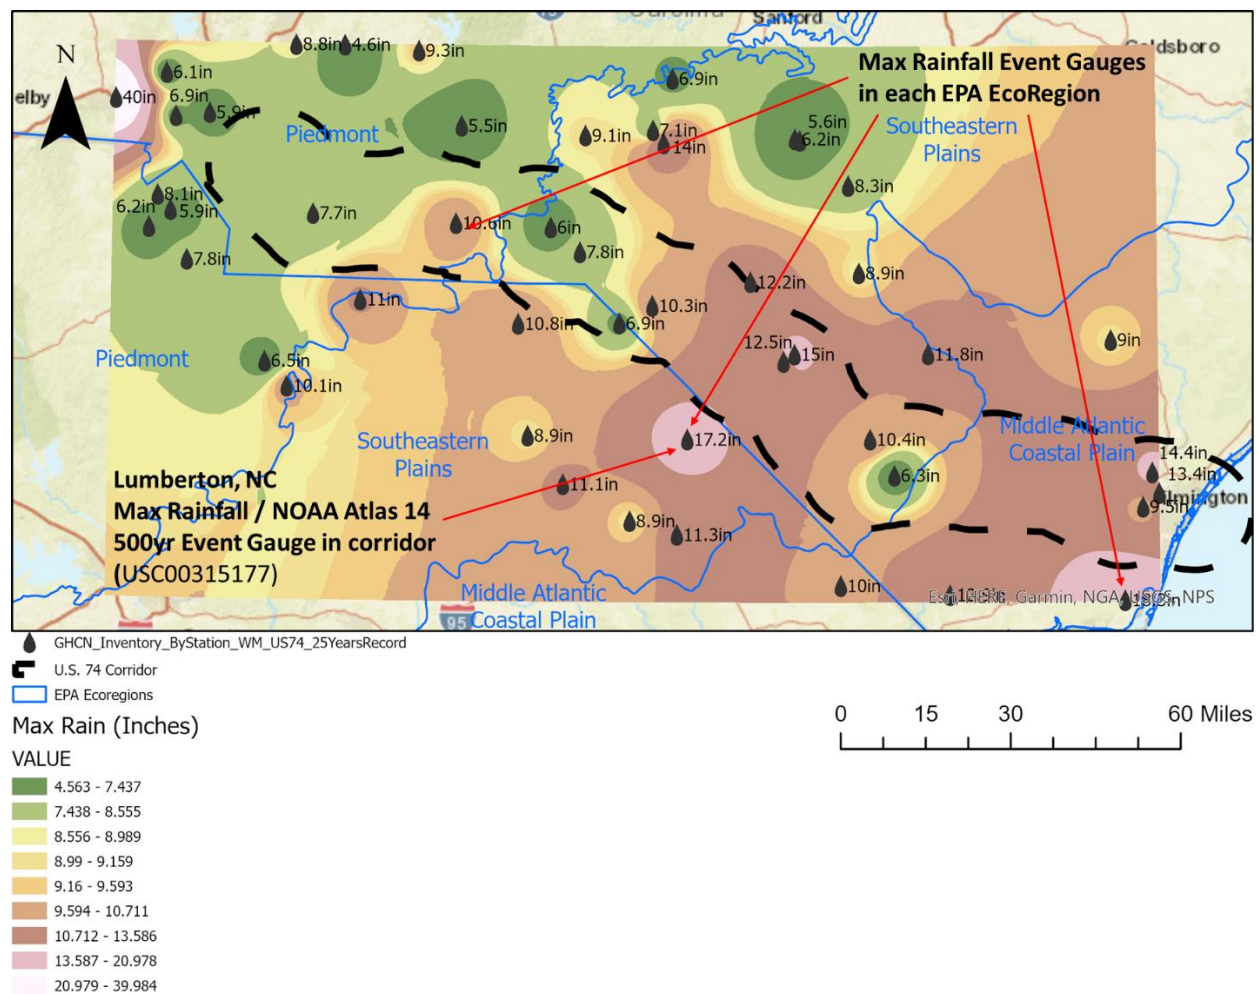 Carolina
Sanford
Goldsboro
8.8in
4.6in
9.3in
Max Rainfall Event Gauges
in each EPA EcoRegion
N
6.1in
6.9in
40in
elby
6.9in
5.9in
Piedmont
5.5in
9.1in
7.1in
14in
5.6in
6.2in
Southeastern
Plains
8.1in
6.2in
5.9in
7.7in
10.6in
6in
8.3in
7.8in
7.8in
12.2in
8.9in
11in
10.8in
6.9in
10.3in
9in
Piedmont
6.5in
12.5in
15in
11.8in
10.1in
Southeastern
Plains
8.9in
17.2in
10.4in
Middle Atlantic
Coastal Plain
14.4in
13.4in
6.3in
lmington
9.5in
Lumberton, NC
Max Rainfall / NOAA Atlas 14
500yr Event Gauge in corridor
(USC00315177)
11.1in
8.9in
11.3in
10in
Middle Atlantic
Coastal Plain
95
Esri, HERE, Garmin, NGA, USGS, NPS
GHCN_Inventory_ByStation_WM_US74_25YearsRecord
U.S. 74 Corridor
EPA Ecoregions
Max Rain (Inches)
VALUE
4.563 - 7.437
7.438 - 8.555
8.556 - 8.989
8.99 - 9.159
9.16 - 9.593
9.594 - 10.711
10.712 - 13.586
13.587 - 20.978
20.979 - 39.984
0 15 30 60 Miles